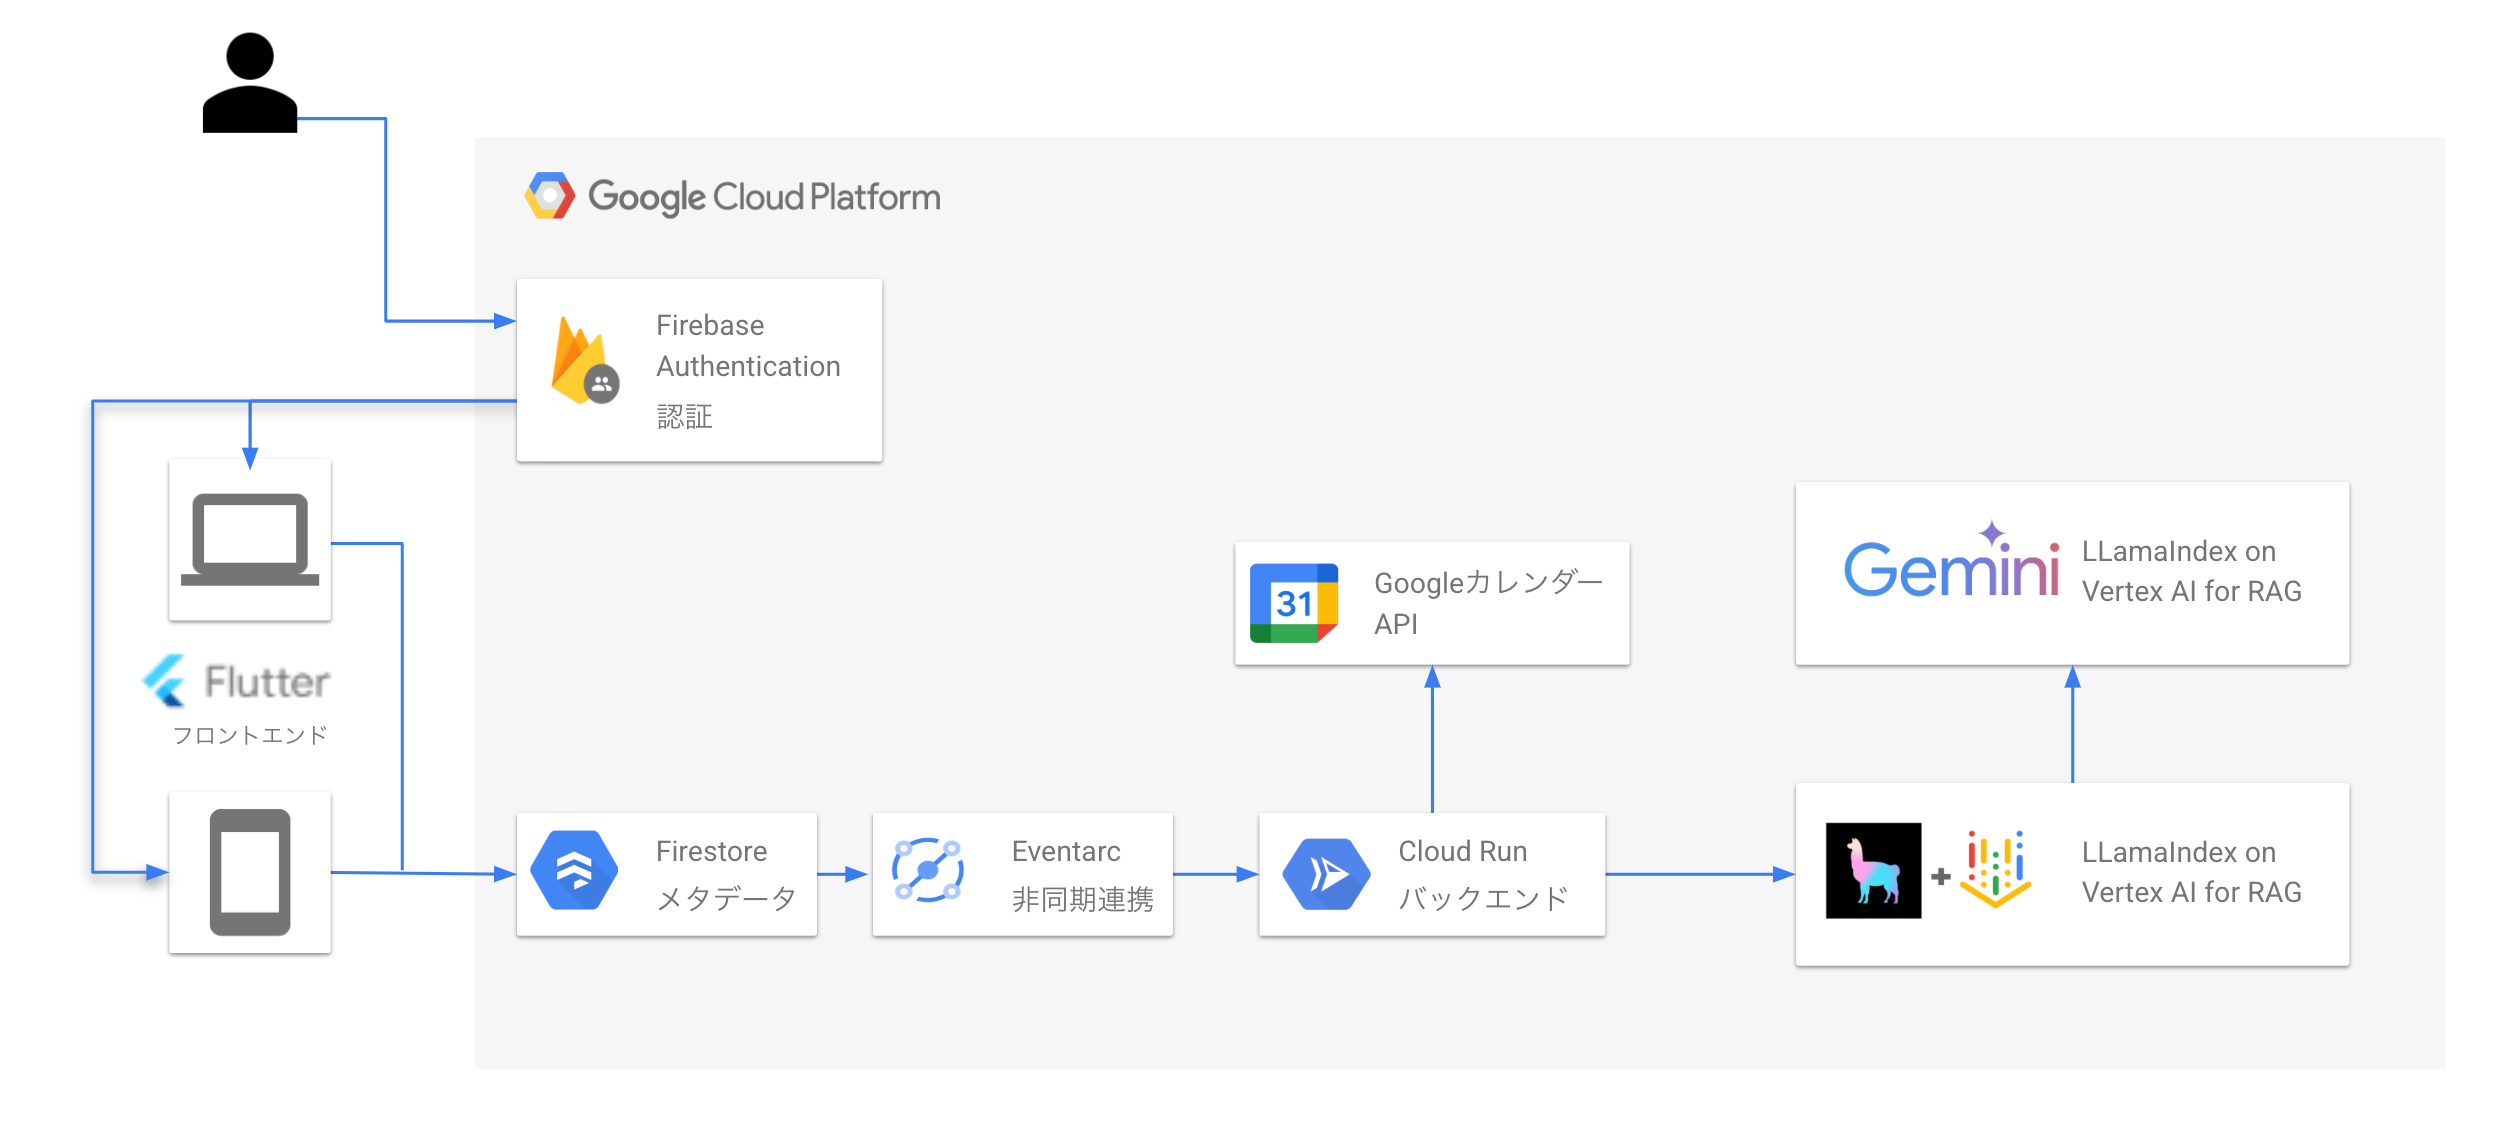 Google Cloud Platform
Firebase
Authentication
認証
Flutter
フロントエンド
Firestore
メタデータ
Eventarc
非同期連携
31
Googleカレンダー
API
Cloud Run
バックエンド
Gemini
LLamaIndex on
Vertex AI for RAG
+
LLamaIndex on
Vertex AI for RAG